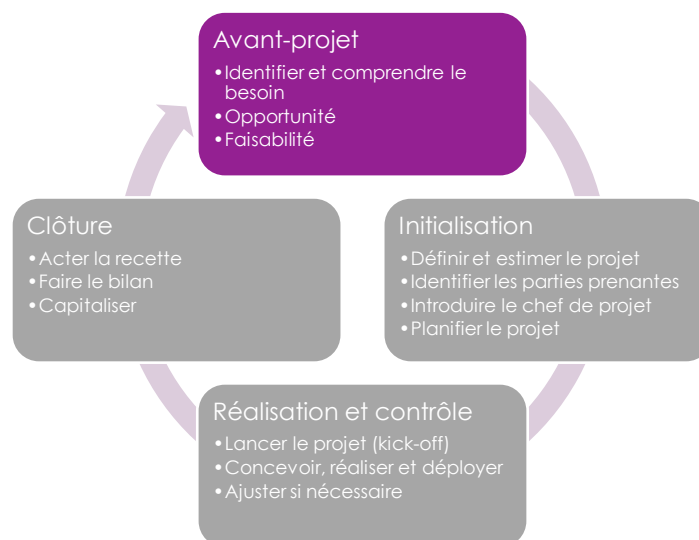 Avant-projet
•Identifier et comprendre le
besoin
•Opportunité
•Faisabilité
Initialisation
•Définir et estimer le projet
•Identifier les parties prenantes
•Introduire le chef de projet
•Planifier le projet
Réalisation et contrôle
•Lancer le projet (kick-off)
•Concevoir, réaliser et déployer
•Ajuster si nécessaire
Clôture
•Acter la recette
•Faire le bilan
•Capitaliser